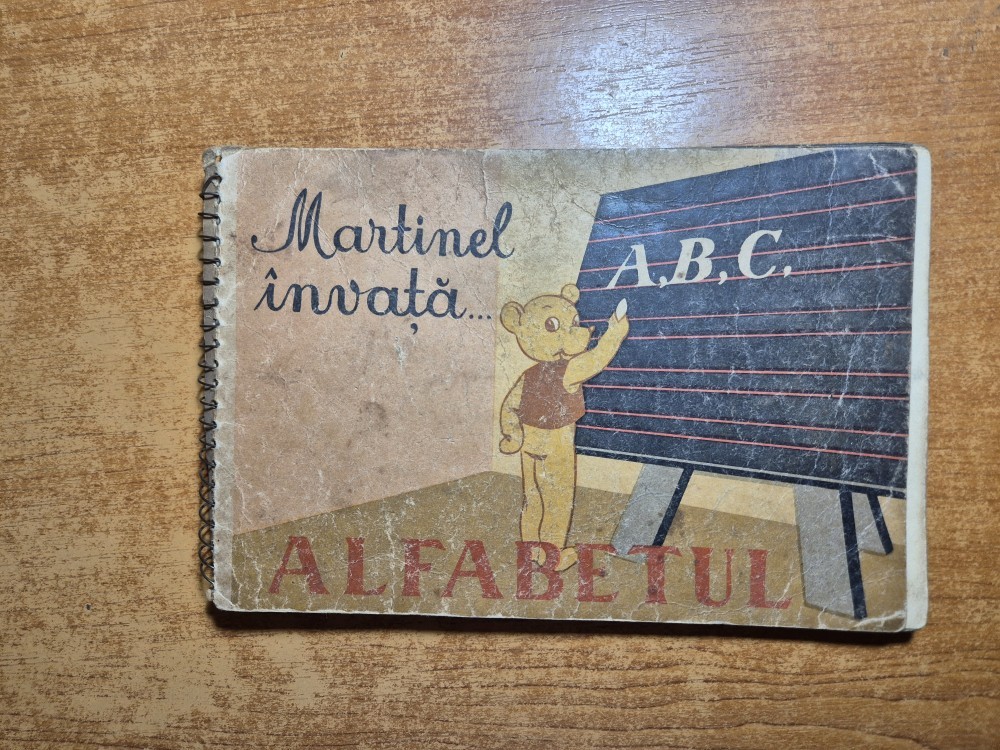 Martinel
învață...
A, B, C,
ALFABETUL